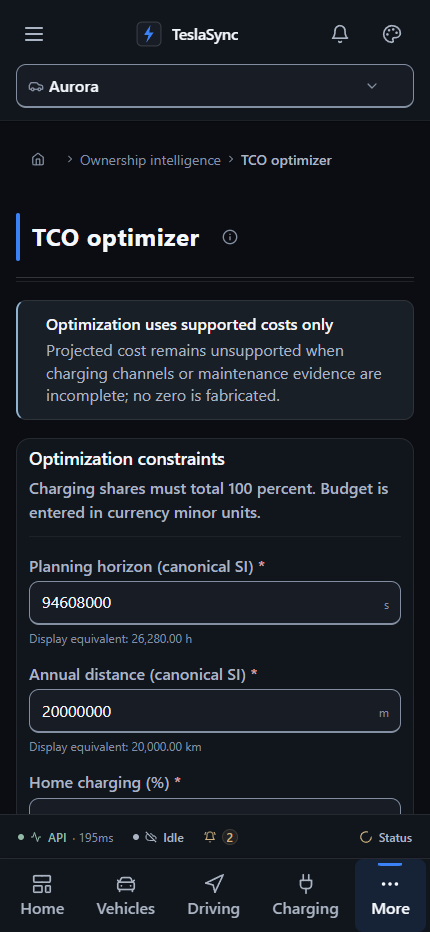 TeslaSync
Aurora
Ownership intelligence > TCO optimizer
TCO optimizer
Optimization uses supported costs only
Projected cost remains unsupported when
charging channels or maintenance evidence are
incomplete; no zero is fabricated.
Optimization constraints
Charging shares must total 100 percent. Budget is
entered in currency minor units.
Planning horizon (canonical SI) *
94608000 s
Display equivalent: 26,280.00 h
Annual distance (canonical SI) *
20000000 m
Display equivalent: 20,000.00 km
Home charging (%) *
API · 195ms Idle 2 Status
Home Vehicles Driving Charging More